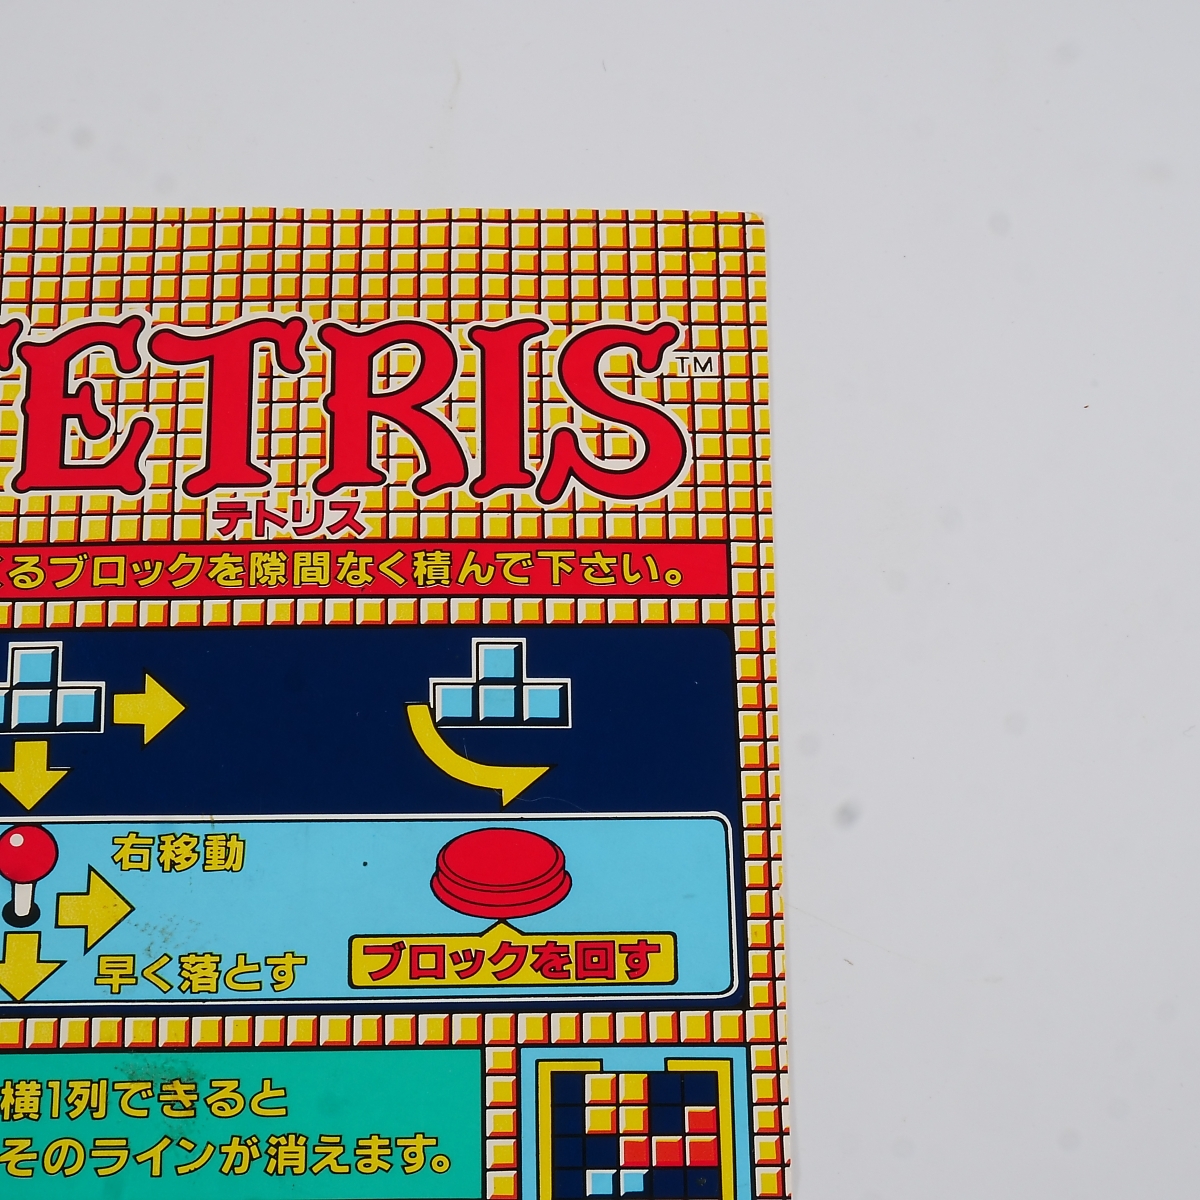 TETRIS™
テトリス
くるブロックを隙間なく積んで下さい。
右移動
早く落とす
ブロックを回す
横1列できると
そのラインが消えます。